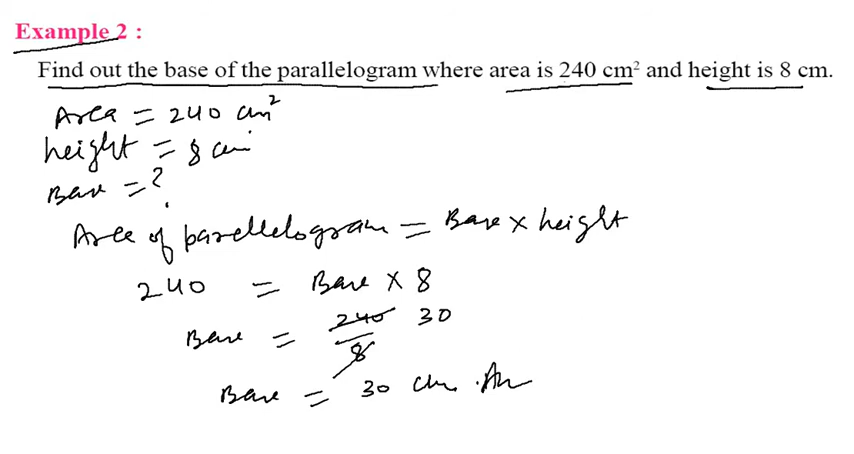 Example 2 :
Find out the base of the parallelogram where area is 240 cm² and height is 8 cm.
Area = 240 cm²
height = 8 cm
Base = ?
Area of parellelogram = Base × height
240 = Base × 8
Base = 240/8 30
Base = 30 cm. An